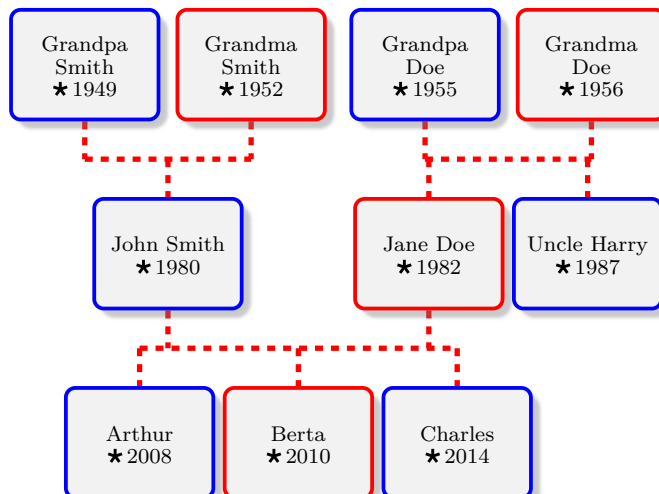 Grandpa
Smith
★1949
Grandma
Smith
★1952
Grandpa
Doe
★1955
Grandma
Doe
★1956
John Smith
★1980
Jane Doe
★1982
Uncle Harry
★1987
Arthur
★2008
Berta
★2010
Charles
★2014